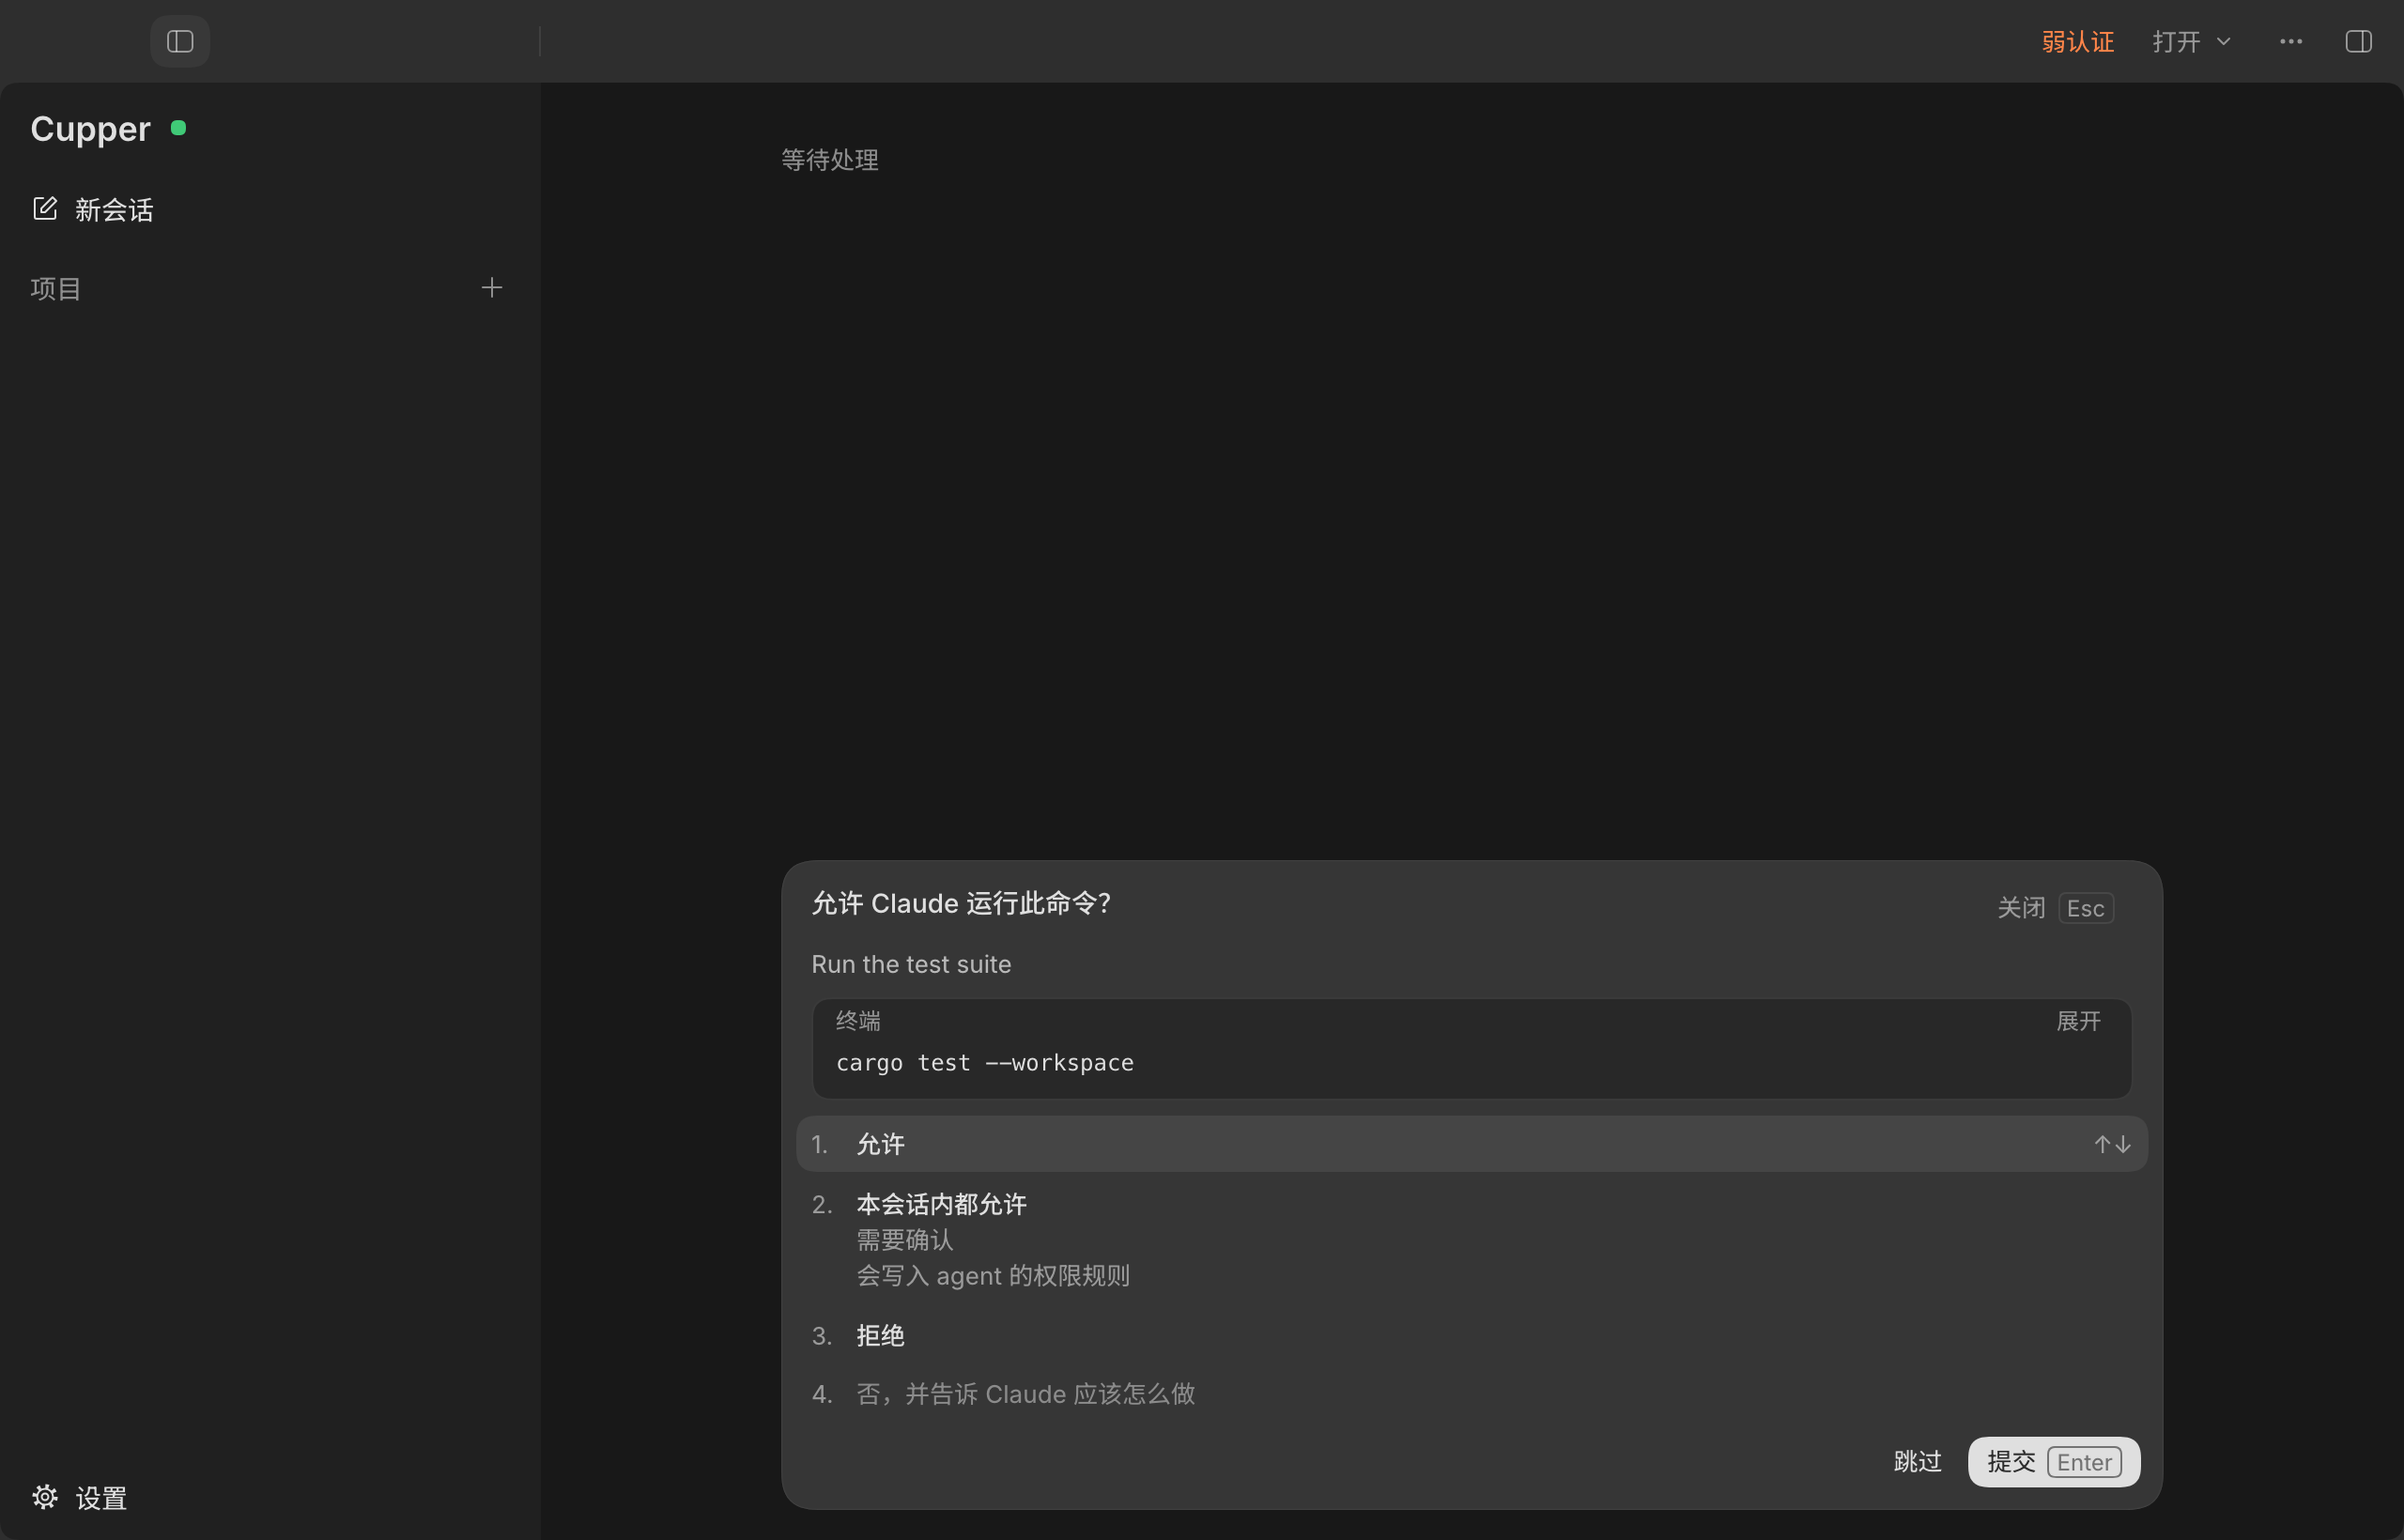 弱认证 打开
Cupper
新会话
项目
等待处理
允许 Claude 运行此命令?
关闭 Esc
Run the test suite
终端 展开
cargo test --workspace
1. 允许 ↑↓
2. 本会话内都允许
需要确认
会写入 agent 的权限规则
3. 拒绝
4. 否，并告诉 Claude 应该怎么做
跳过 提交 Enter
设置